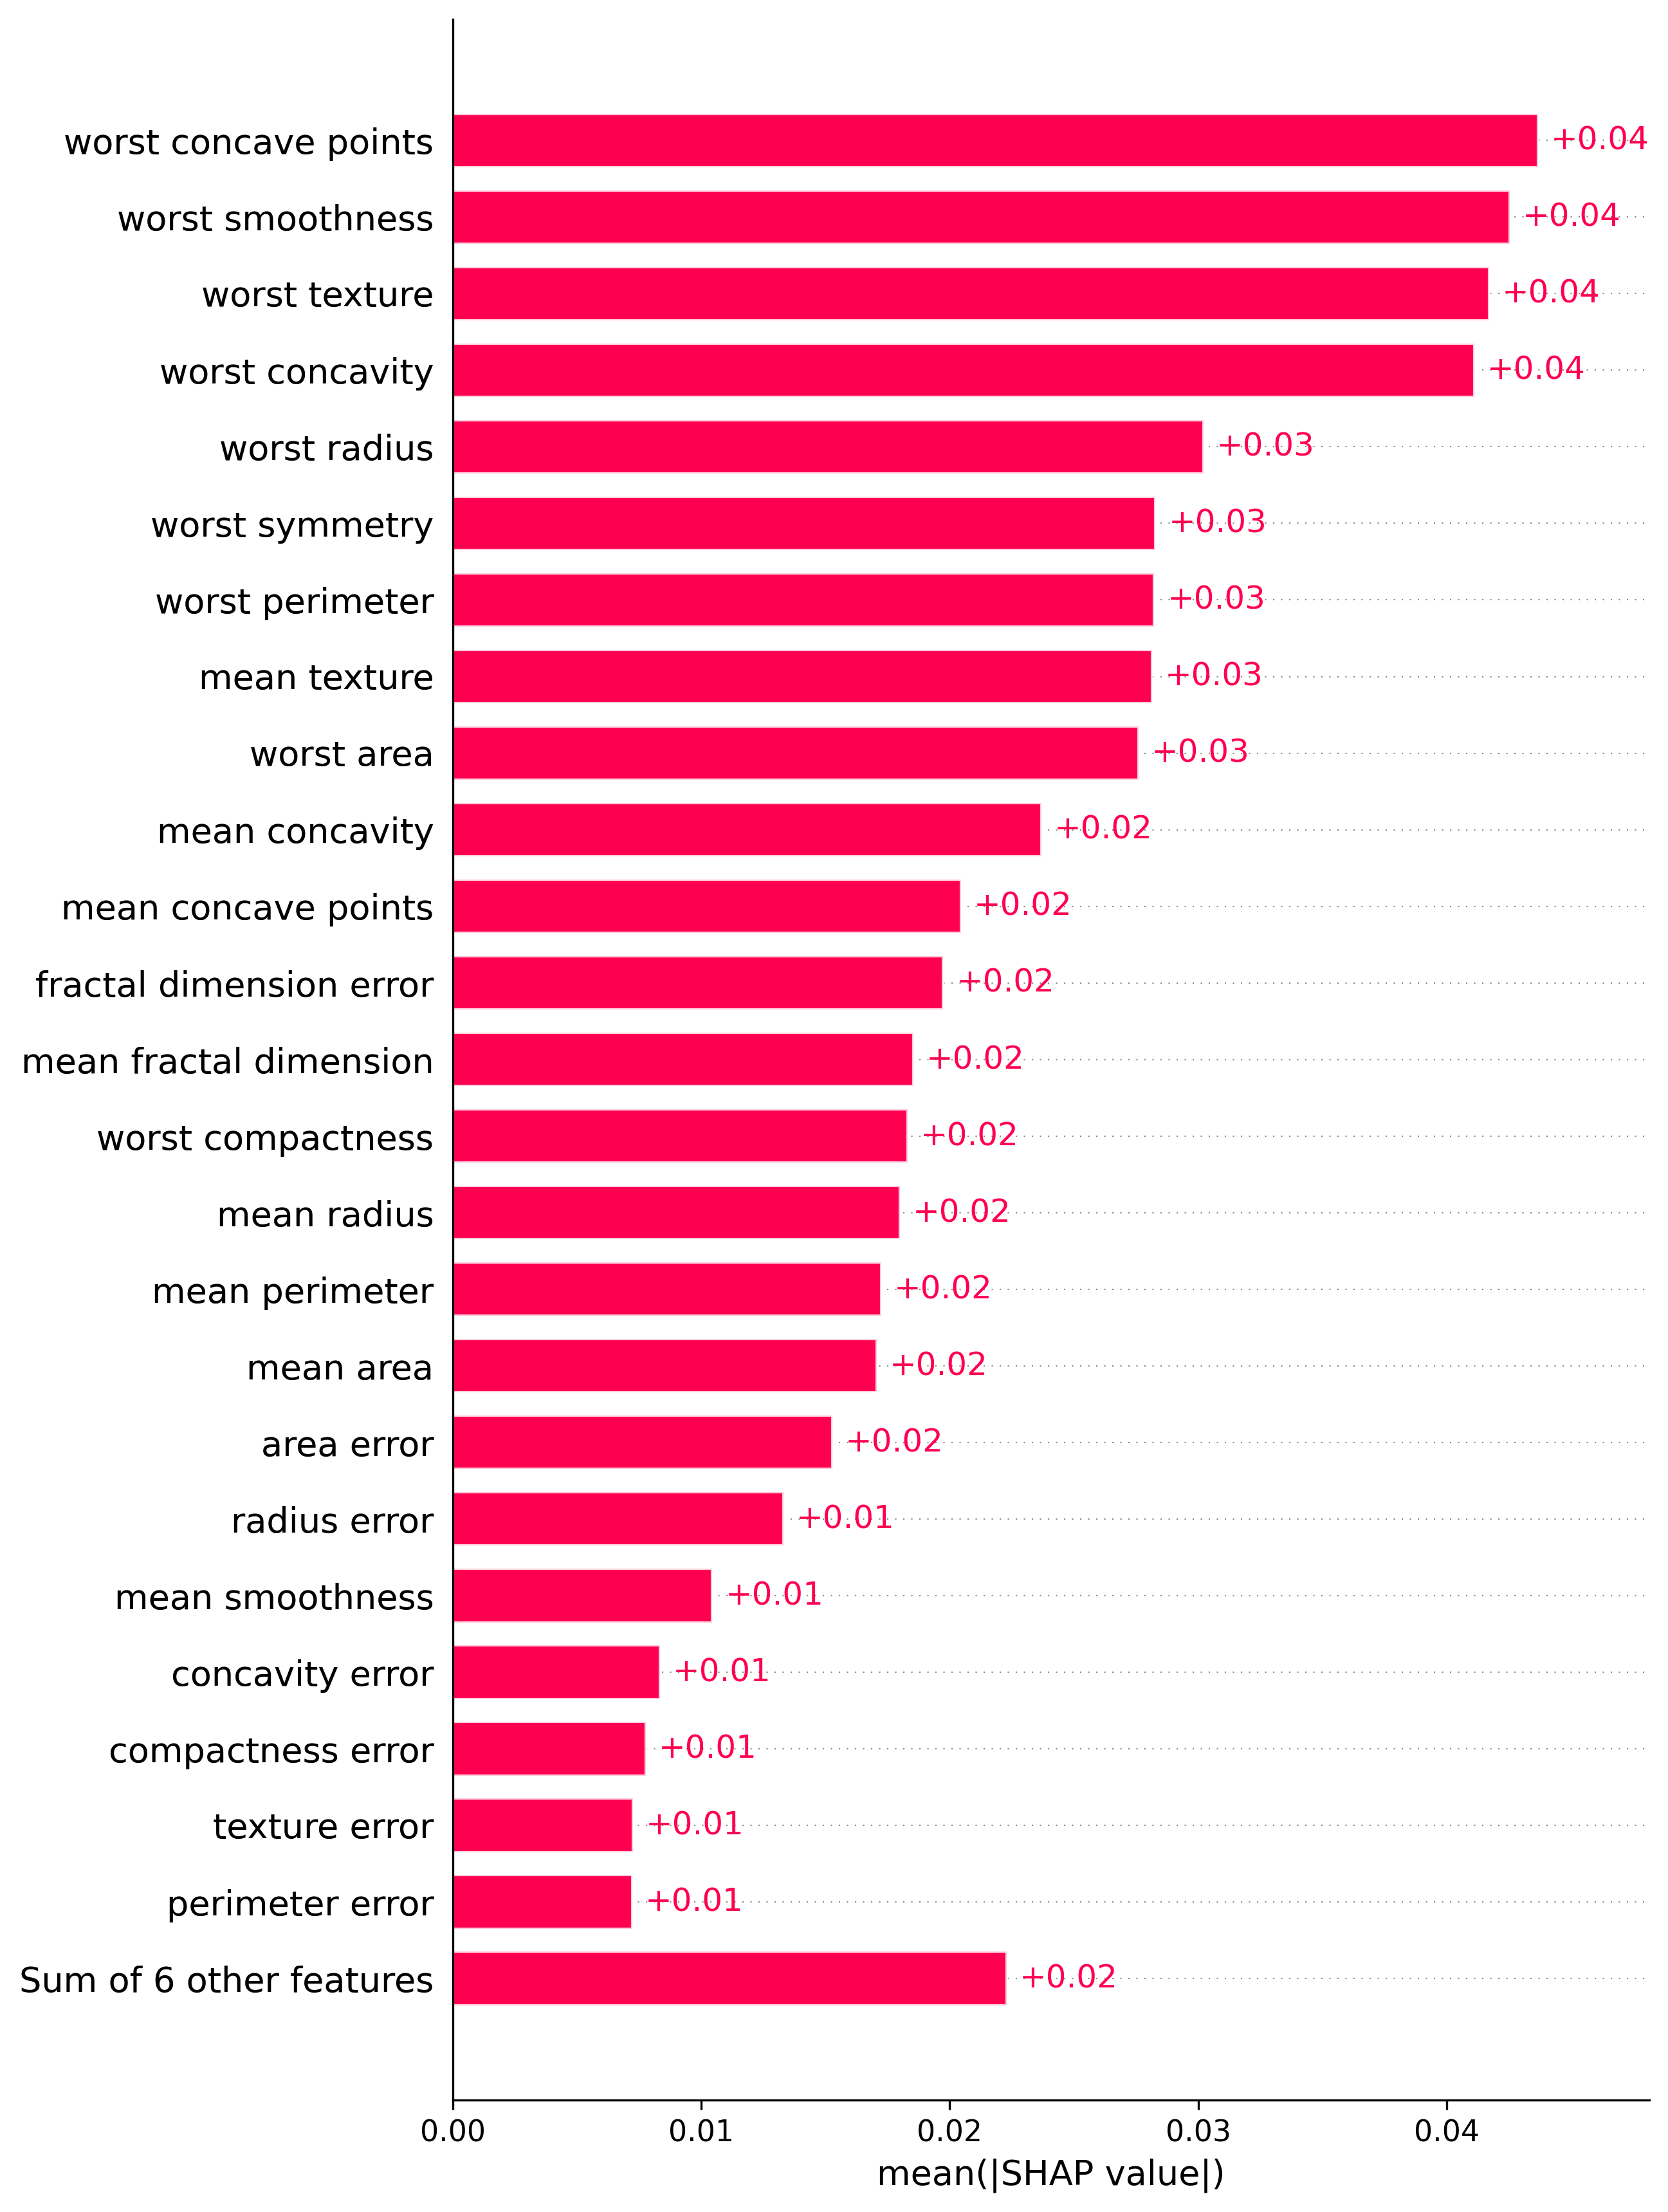 worst concave points +0.04
worst smoothness +0.04
worst texture +0.04
worst concavity +0.04
worst radius +0.03
worst symmetry +0.03
worst perimeter +0.03
mean texture +0.03
worst area +0.03
mean concavity +0.02
mean concave points +0.02
fractal dimension error +0.02
mean fractal dimension +0.02
worst compactness +0.02
mean radius +0.02
mean perimeter +0.02
mean area +0.02
area error +0.02
radius error +0.01
mean smoothness +0.01
concavity error +0.01
compactness error +0.01
texture error +0.01
perimeter error +0.01
Sum of 6 other features +0.02
0.00 0.01 0.02 0.03 0.04
mean(|SHAP value|)